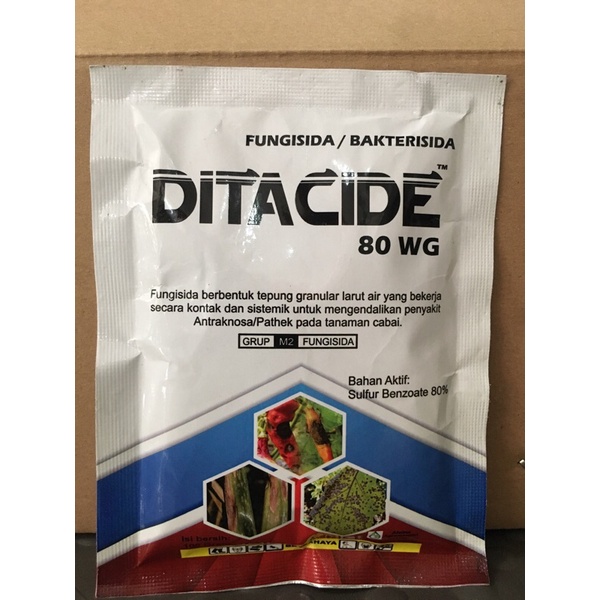 FUNGISIDA / BAKTERISIDA
DITACIDE™
80 WG
Fungisida berbentuk tepung granular larut air yang bekerja
secara kontak dan sistemik untuk mengendalikan penyakit
Antraknosa/Pathek pada tanaman cabai.
GRUP M2 FUNGISIDA
Bahan Aktif:
Sulfur Benzoate 80%